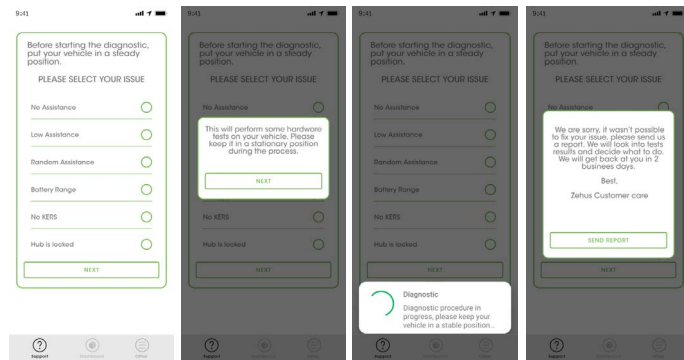 9:41
Before starting the diagnostic,
put your vehicle in a steady
position.
PLEASE SELECT YOUR ISSUE
No Assistance
Low Assistance
Random Assistance
Battery Range
No KERS
Hub is locked
NEXT
Support
9:41
Before starting the diagnostic,
put your vehicle in a steady
position.
PLEASE SELECT YOUR ISSUE
No Assistance
This will perform some hardware
tests on your vehicle. Please
keep it in a stationary position
during the process.
NEXT
No KERS
Hub is locked
NEXT
Support
9:41
Before starting the diagnostic,
put your vehicle in a steady
position.
PLEASE SELECT YOUR ISSUE
No Assistance
Low Assistance
Random Assistance
Battery Range
No KERS
Hub is locked
Diagnostic
Diagnostic procedure in
progress, please keep your
vehicle in a stable position...
Support
9:41
Before starting the diagnostic,
put your vehicle in a steady
position.
PLEASE SELECT YOUR ISSUE
No Assistance
We are sorry, it wasn't possible
to fix your issue, please send us
a report. We will look into tests
results and decide what to do.
We will get back at you in 2
businees days.
Best,
Zehus Customer care
SEND REPORT
NEXT
Support